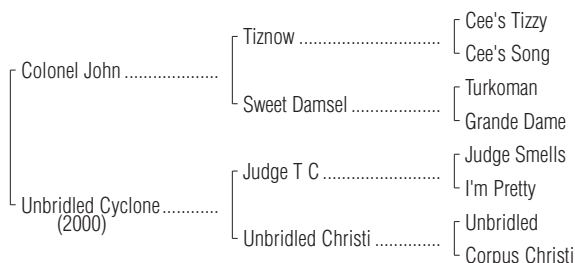 Cee's Tizzy
Tiznow ..............................
Cee's Song
Colonel John ....................
Turkoman
Sweet Damsel ...................
Grande Dame
Judge Smells
Judge T C .........................
I'm Pretty
Unbridled Cyclone ............
(2000)
Unbridled
Unbridled Christi ..............
Corpus Christi